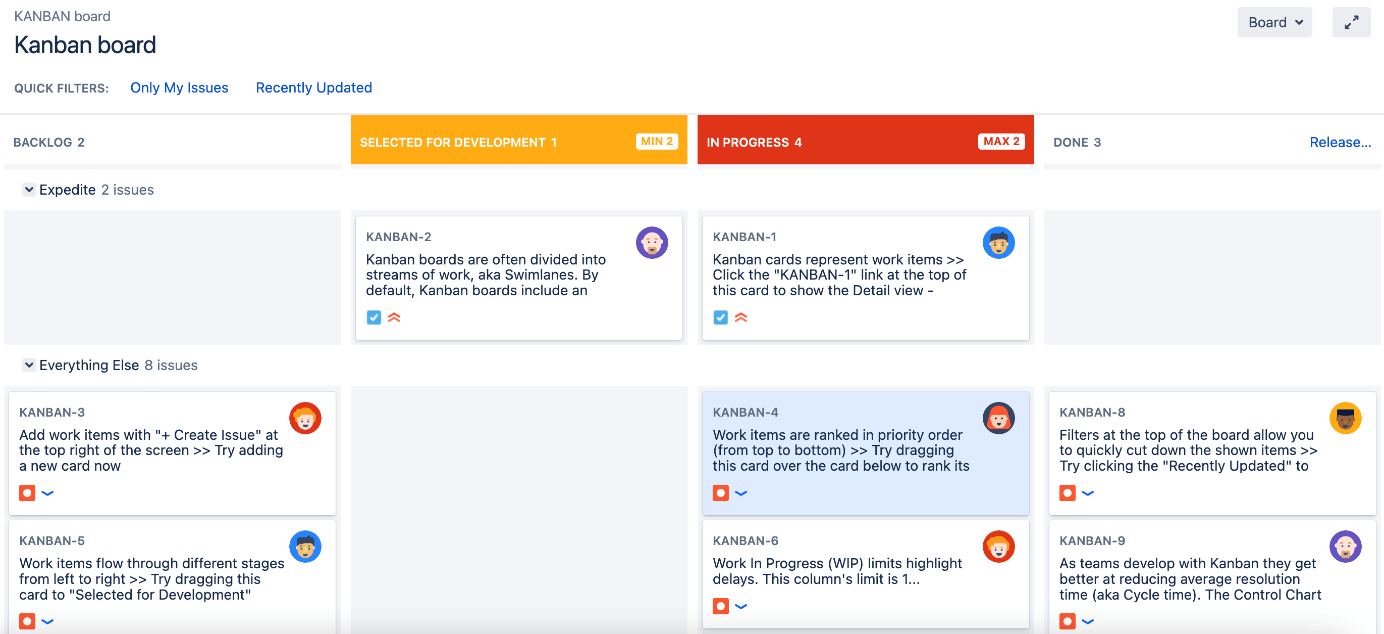 KANBAN board
Kanban board
Board
QUICK FILTERS:
Only My Issues
Recently Updated
BACKLOG 2
SELECTED FOR DEVELOPMENT 1
MIN 2
IN PROGRESS 4
MAX 2
DONE 3
Release...
Expedite 2 issues
KANBAN-2
Kanban boards are often divided into
streams of work, aka Swimlanes. By
default, Kanban boards include an
KANBAN-1
Kanban cards represent work items >>
Click the "KANBAN-1" link at the top of
this card to show the Detail view -
Everything Else 8 issues
KANBAN-3
Add work items with "+ Create Issue" at
the top right of the screen >> Try adding
a new card now
KANBAN-5
Work items flow through different stages
from left to right >> Try dragging this
card to "Selected for Development"
KANBAN-4
Work items are ranked in priority order
(from top to bottom) >> Try dragging
this card over the card below to rank its
KANBAN-6
Work In Progress (WIP) limits highlight
delays. This column's limit is 1...
KANBAN-8
Filters at the top of the board allow you
to quickly cut down the shown items >>
Try clicking the "Recently Updated" to
KANBAN-9
As teams develop with Kanban they get
better at reducing average resolution
time (aka Cycle time). The Control Chart